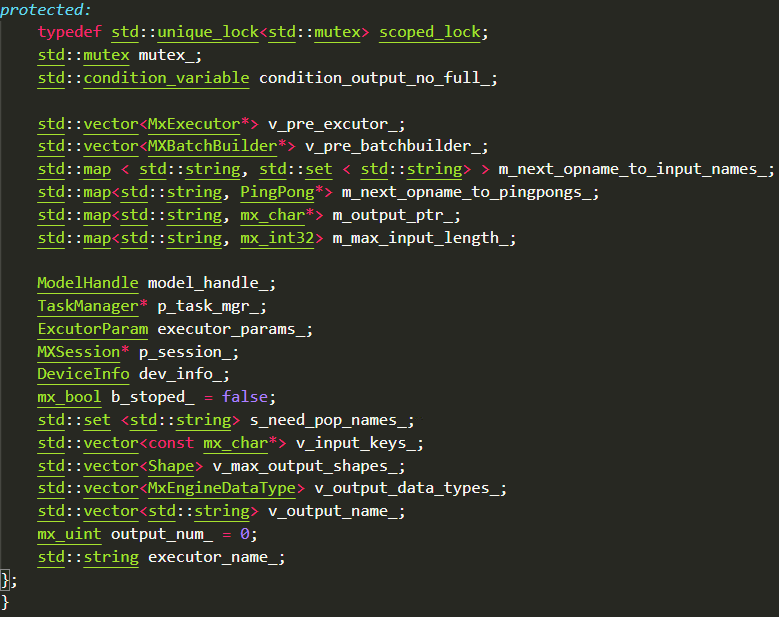 protected:
    typedef std::unique_lock<std::mutex> scoped_lock;
    std::mutex mutex_;
    std::condition_variable condition_output_no_full_;

    std::vector<MxExecutor*> v_pre_excutor_;
    std::vector<MXBatchBuilder*> v_pre_batchbuilder_;
    std::map < std::string, std::set < std::string> > m_next_opname_to_input_names_;
    std::map<std::string, PingPong*> m_next_opname_to_pingpongs_;
    std::map<std::string, mx_char*> m_output_ptr_;
    std::map<std::string, mx_int32> m_max_input_length_;

    ModelHandle model_handle_;
    TaskManager* p_task_mgr_;
    ExcutorParam executor_params_;
    MXSession* p_session_;
    DeviceInfo dev_info_;
    mx_bool b_stoped_ = false;
    std::set <std::string> s_need_pop_names_;
    std::vector<const mx_char*> v_input_keys_;
    std::vector<Shape> v_max_output_shapes_;
    std::vector<MxEngineDataType> v_output_data_types_;
    std::vector<std::string> v_output_name_;
    mx_uint output_num_ = 0;
    std::string executor_name_;
};
}